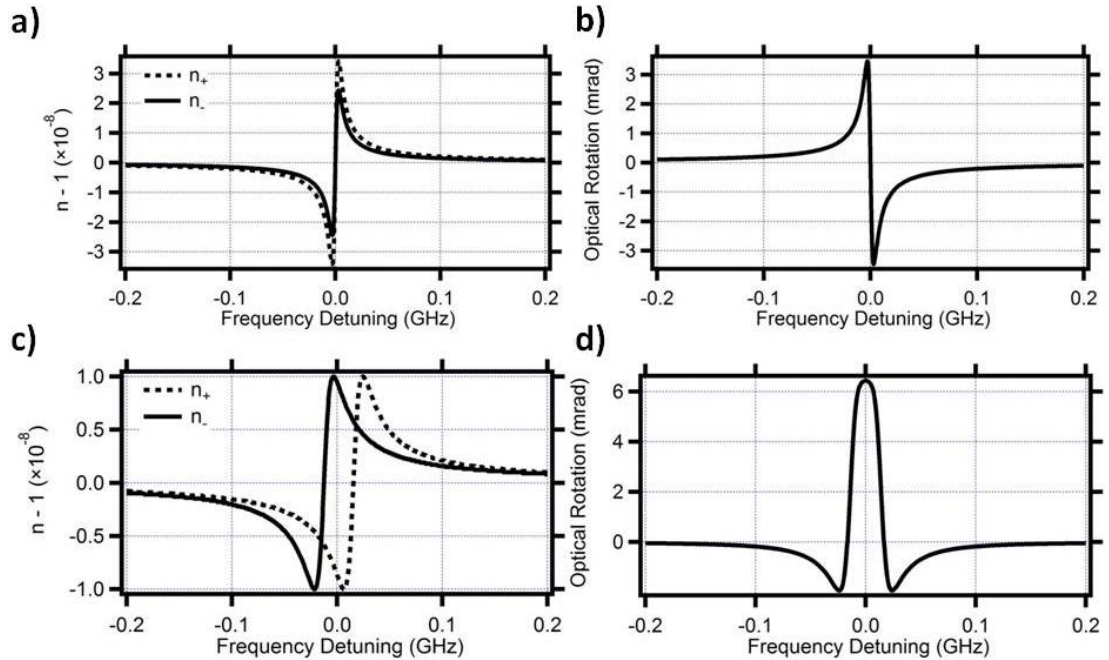 a)
n₊
n₋
n - 1 (×10⁻⁸)
3
2
1
0
-1
-2
-3
-0.2 -0.1 0.0 0.1 0.2
Frequency Detuning (GHz)
b)
Optical Rotation (mrad)
3
2
1
0
-1
-2
-3
-0.2 -0.1 0.0 0.1 0.2
Frequency Detuning (GHz)
c)
n₊
n₋
n - 1 (×10⁻⁸)
1.0
0.5
0.0
-0.5
-1.0
-0.2 -0.1 0.0 0.1 0.2
Frequency Detuning (GHz)
d)
Optical Rotation (mrad)
6
4
2
0
-0.2 -0.1 0.0 0.1 0.2
Frequency Detuning (GHz)